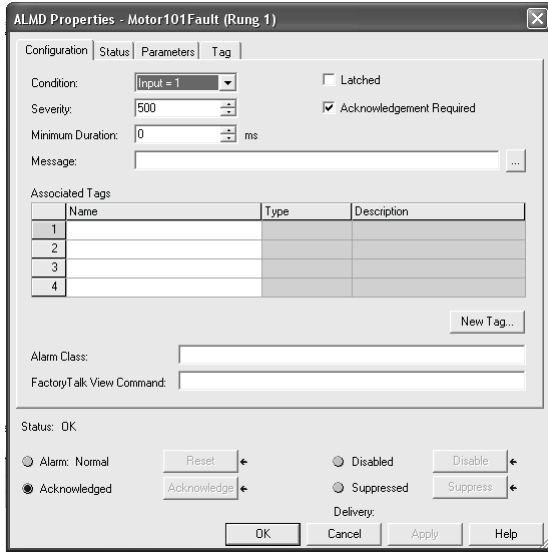 ALMD Properties - Motor101Fault (Rung 1)
Configuration Status Parameters Tag
Condition: Input = 1 Latched
Severity: 500 Acknowledgement Required
Minimum Duration: 0 ms
Message: ...
Associated Tags
Name Type Description
1
2
3
4
New Tag...
Alarm Class:
FactoryTalk View Command:
Status: OK
Alarm: Normal Reset Disabled Disable
Acknowledged Acknowledge Suppressed Suppress
Delivery:
OK Cancel Apply Help